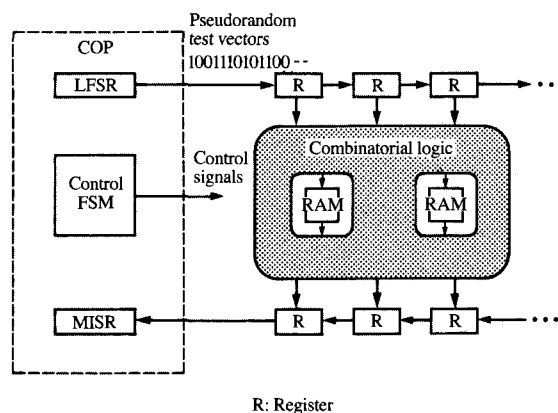 COP
Pseudorandom
test vectors
1001110101100 --
LFSR
R
R
R
Combinatorial logic
Control
FSM
Control
signals
RAM
RAM
MISR
R
R
R
R: Register